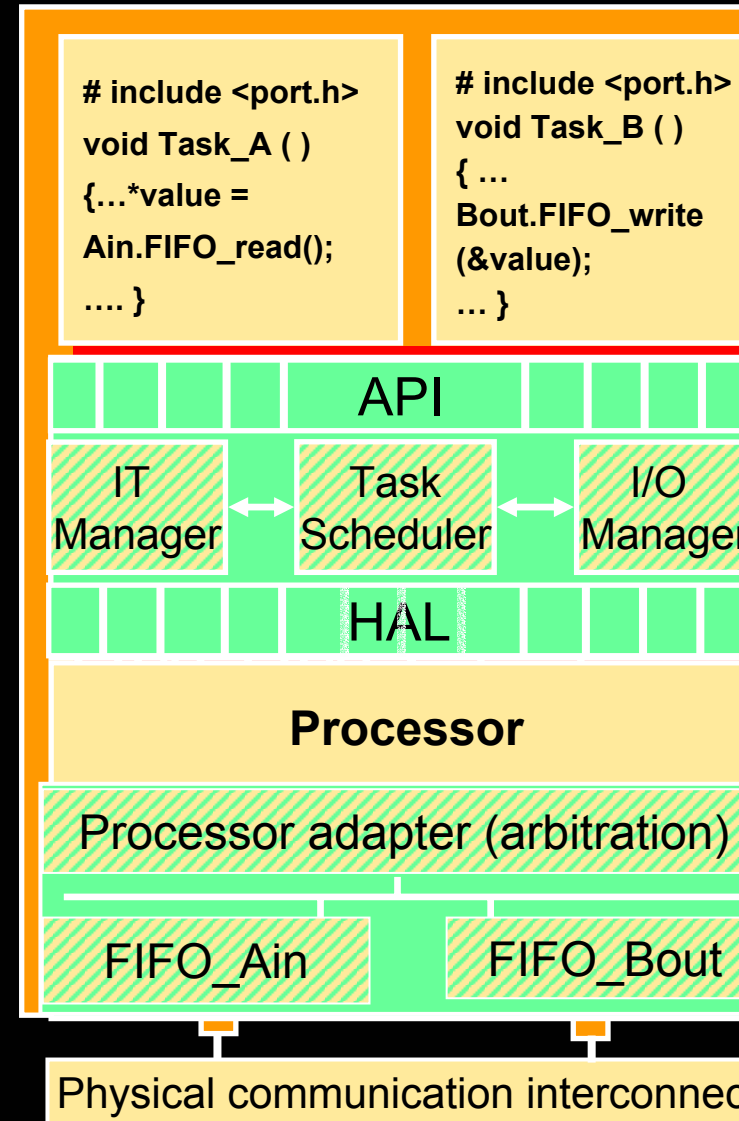 # include <port.h>
void Task_A ( )
{…*value =
Ain.FIFO_read();
…. }
# include <port.h>
void Task_B ( )
{ …
Bout.FIFO_write
(&value);
… }
API
IT
Manager
Task
Scheduler
I/O
Manager
HAL
Processor
Processor adapter (arbitration)
FIFO_Ain
FIFO_Bout
Physical communication interconnec